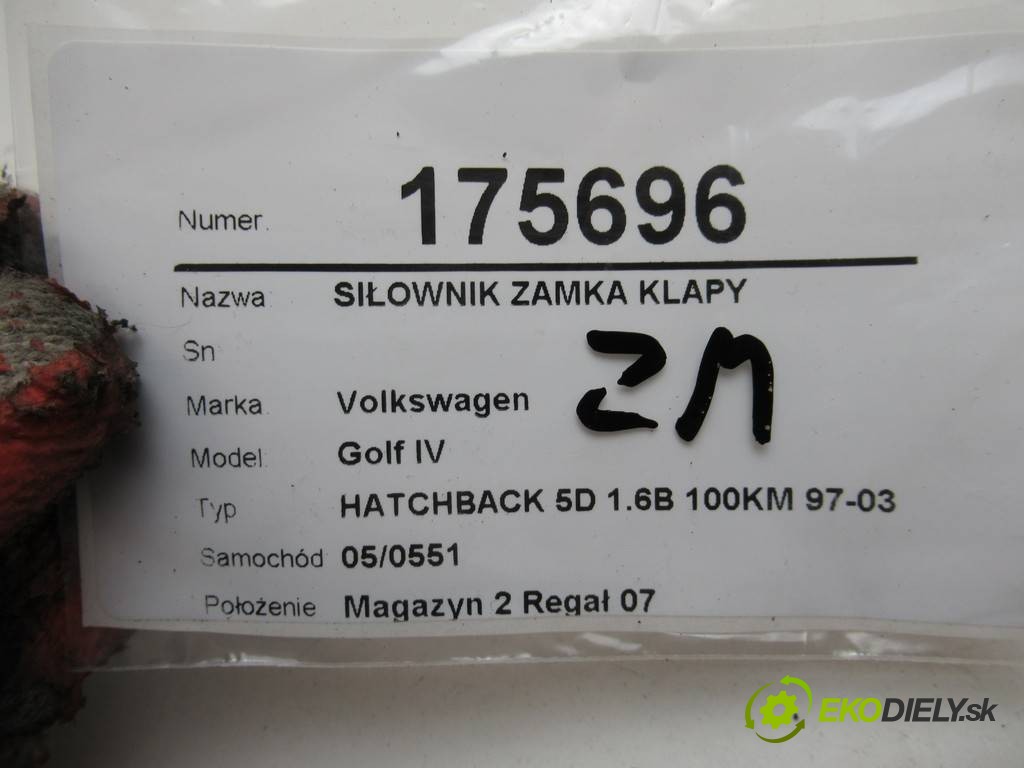 Numer. 175696
Nazwa SIŁOWNIK ZAMKA KLAPY
Sn
ZM
Marka Volkswagen
Model Golf IV
Typ HATCHBACK 5D 1.6B 100KM 97-03
Samochód 05/0551
Położenie Magazyn 2 Regał 07
EKODIELY.sk